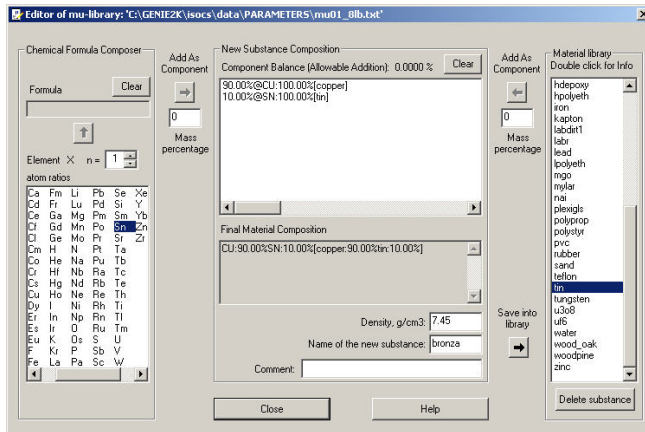 Editor of mu-library: 'C:\GENIE2K\isocs\data\PARAMETERS\mu01_8lb.txt'
Chemical Formula Composer
Formula
Clear
Element X n= 1
atom ratios
Ca Fm Li Pb Se Xe
Cd Fr Lu Pd Si Y
Ce Ga Mg Pm Sm Yb
Cf Gd Mn Po Sn Zn
Cl Ge Mo Pr Sr Zr
Cm H N Pt Ta
Co He Na Pu Tb
Cr Hf Nb Ra Tc
Cs Hg Nd Rb Te
Cu Ho Ne Re Th
Dy I Ni Rh Ti
Er In Np Rn Tl
Es Ir O Ru Tm
Eu K Os S U
F Kr P Sb V
Fe La Pa Sc W
Add As
Component
0
Mass
percentage
New Substance Composition
Component Balance (Allowable Addition): 0.0000 %
Clear
90.00%@CU:100.00%[copper]
10.00%@SN:100.00%[tin]
Final Material Composition
CU:90.00%SN:10.00%[copper:90.00%tin:10.00%]
Density, g/cm3: 7.45
Name of the new substance: bronza
Comment:
Close
Help
Add As
Component
0
Mass
percentage
Save into
library
Material library
Double click for Info
hdepoxy
hpolyeth
iron
kapton
labdirt1
labr
lead
lpolyeth
mgo
mylar
nai
plexigls
polyprop
polystyr
pvc
rubber
sand
teflon
tin
tungsten
u3o8
uf6
water
wood_oak
woodpine
zinc
Delete substance